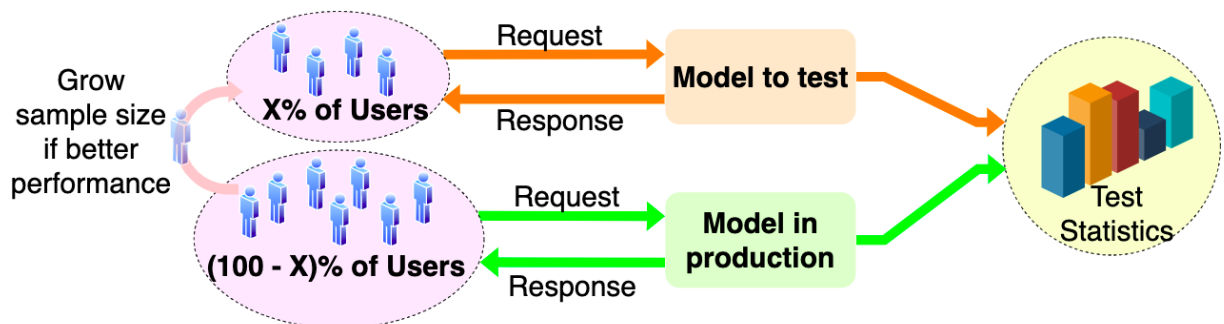 Grow
sample size
if better
performance
X% of Users
Request
Response
Model to test
(100 - X)% of Users
Request
Response
Model in
production
Test
Statistics